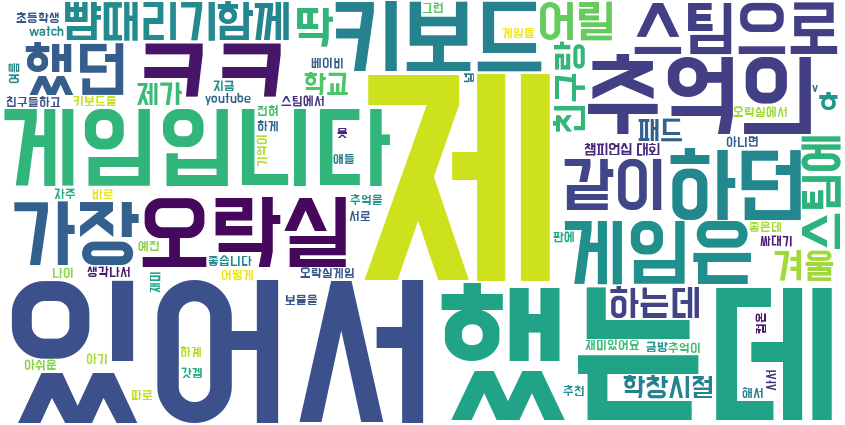 초등학생
뺨때리기함께
딱
키보드
그런
게임들
어릴
스팀으로
watch
했던
ㅋㅋ
베이비
학교
친구랑
추억의
여름
친구들하고
키보드를
제가
지금
youtube
스팀에서
제
패드
오락실에서
v
ㅎ
게임입니다
전혀
하게
기억이
못
애들
챔피언십 대회
아니면
같이
하던
스팀에
자주
바로
가장
오락실
추억을
서로
게임은
판에
좋은데
싸대기
겨울
예전
나이
생각나서
재미
좋습니다
어떻게
오락실게임
있어서
보물을
했는데
하는데
아쉬운
아기
하게
갓겜
따로
재미있어요
금방
추억이
추천
학창시절
해서
사서